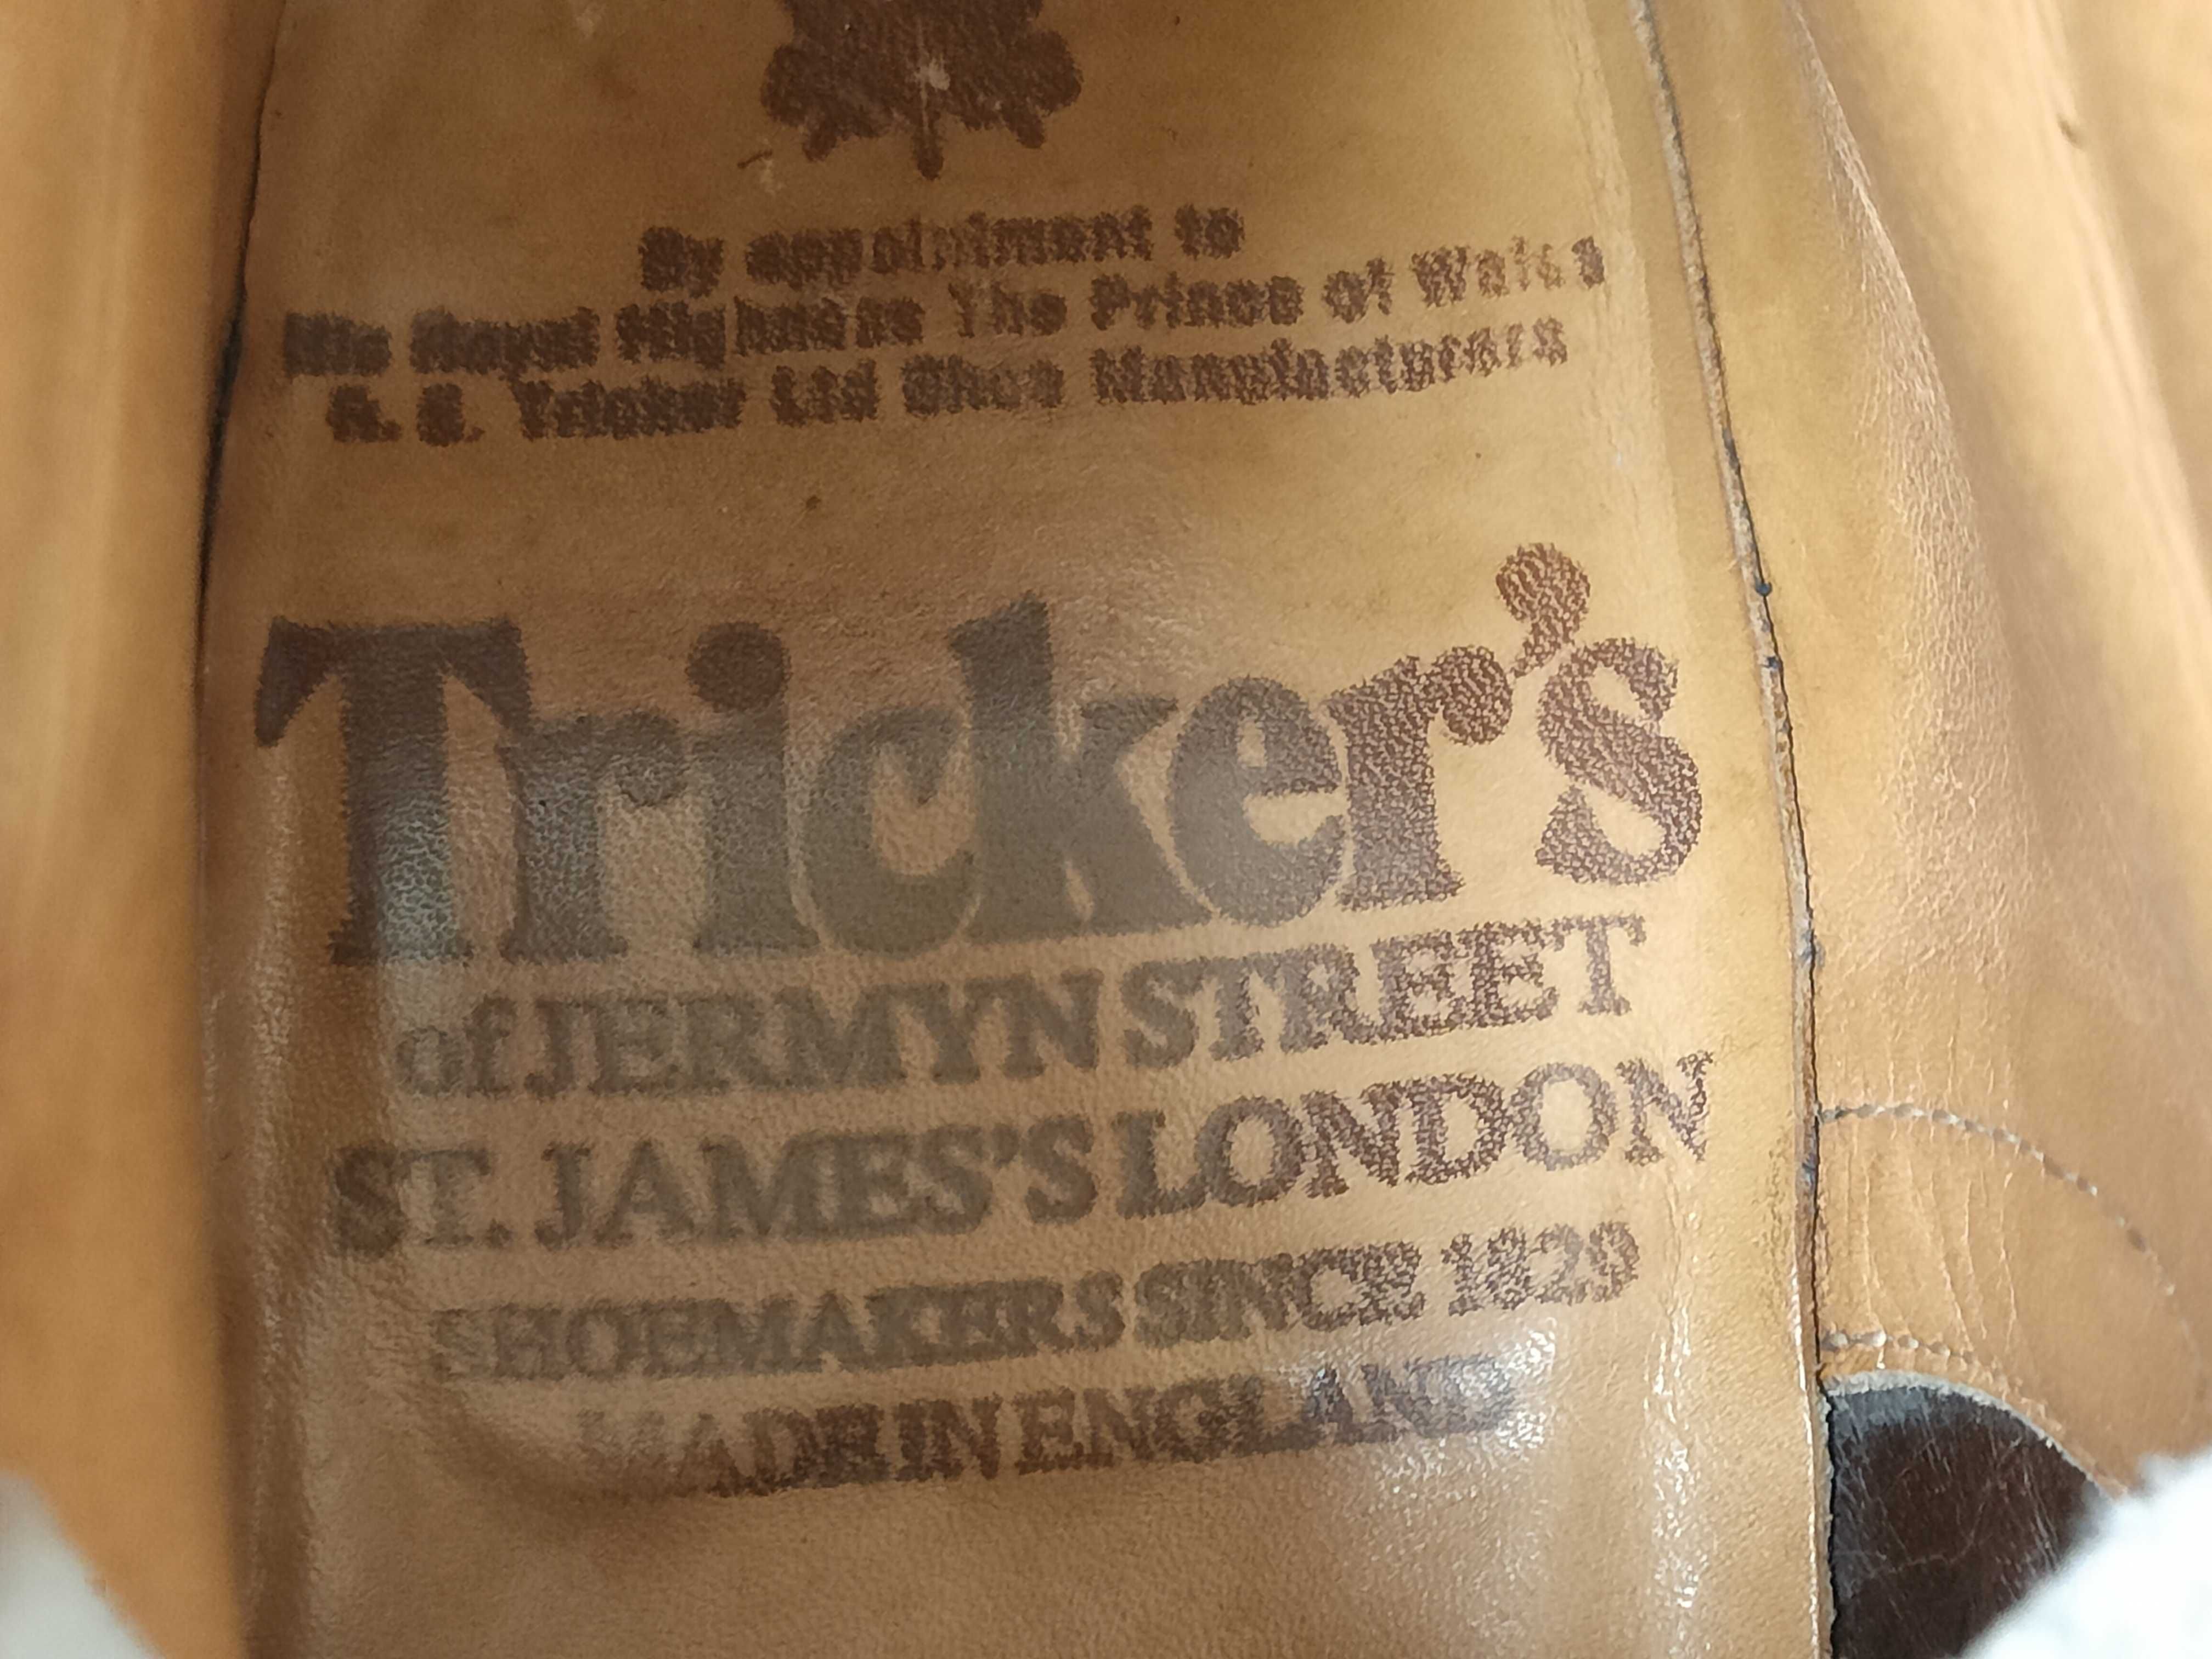 By appointment to
His Royal Highness The Prince of Wales
R. E. Tricker Ltd Shoe Manufacturers
Tricker's
of JERMYN STREET
ST. JAMES'S LONDON
SHOEMAKERS SINCE 1829
MADE IN ENGLAND